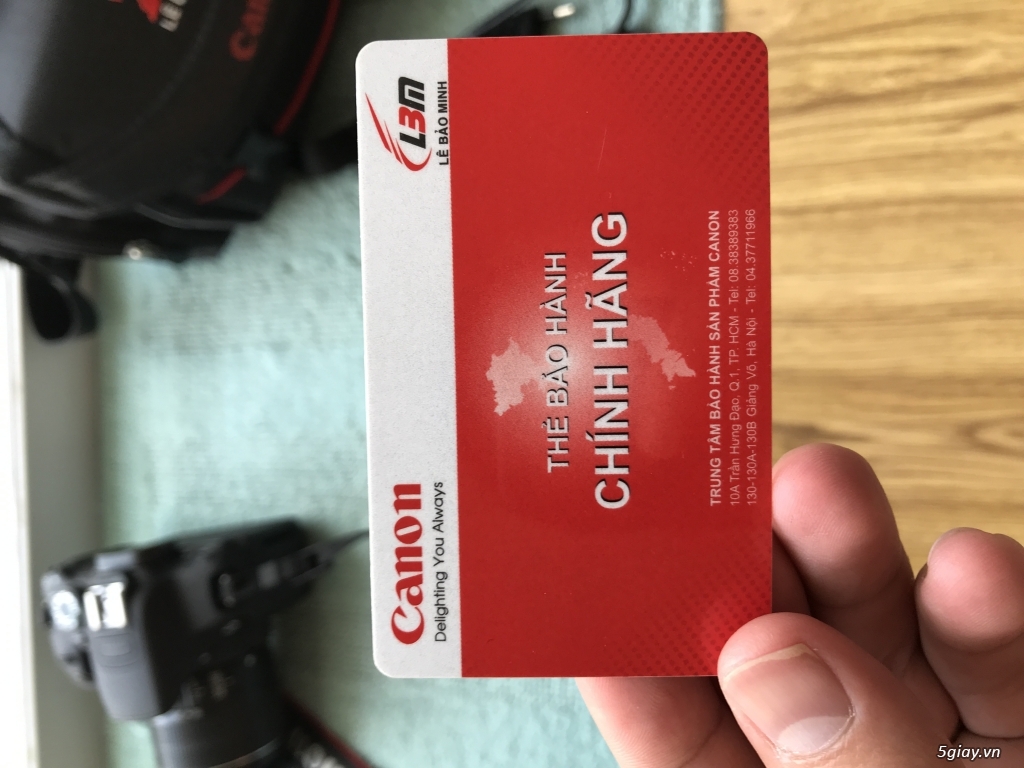 Canon
Delighting You Always
LBM
LÊ BẢO MINH
THẺ BẢO HÀNH
CHÍNH HÃNG
TRUNG TÂM BẢO HÀNH SẢN PHẨM CANON
10A Trần Hưng Đạo, Q.1, TP. HCM - Tel: 08.38389383
130-130A-130B Giảng Võ, Hà Nội - Tel: 04.37711966
5giay.vn